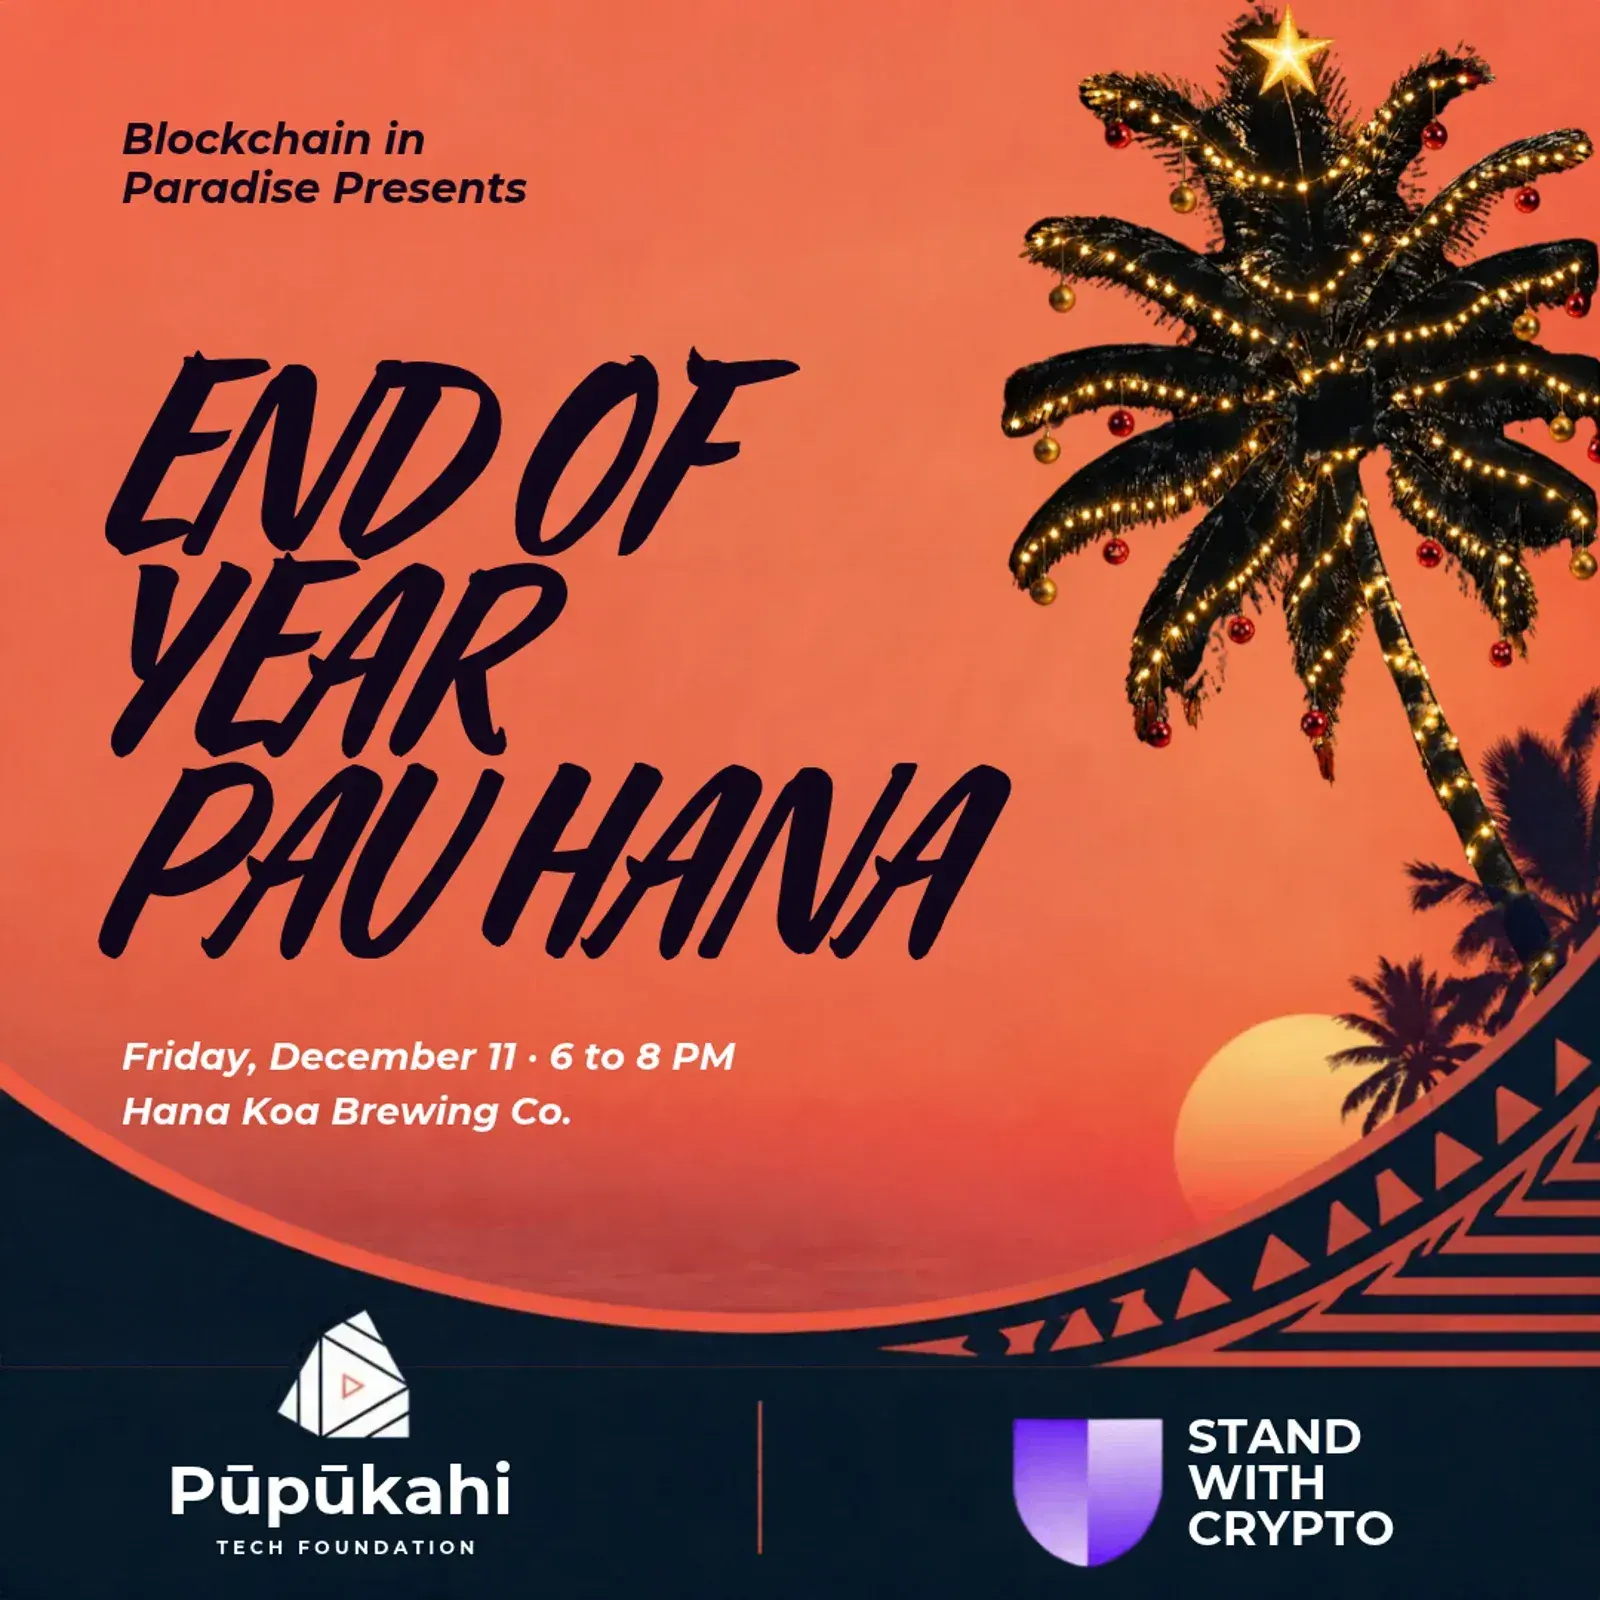 Blockchain in
Paradise Presents
END OF
YEAR
PAU HANA
Friday, December 11 · 6 to 8 PM
Hana Koa Brewing Co.
Pūpūkahi
TECH FOUNDATION
STAND
WITH
CRYPTO